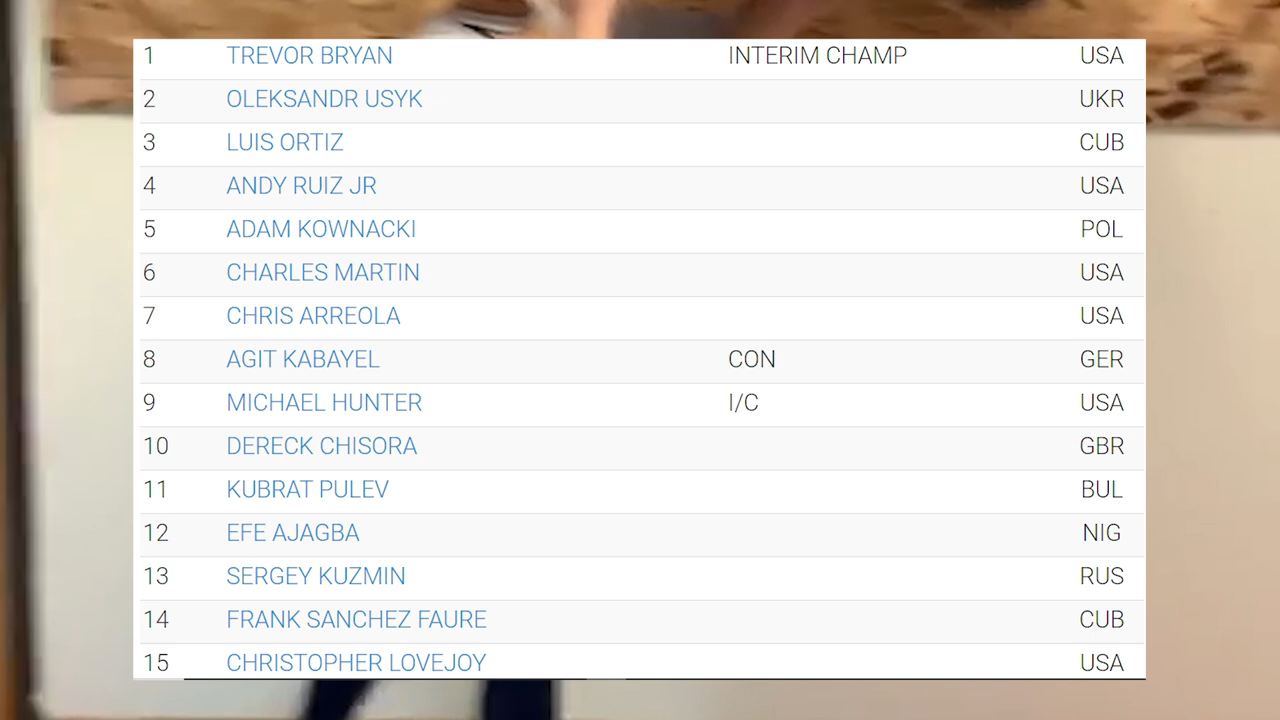 1 TREVOR BRYAN INTERIM CHAMP USA
2 OLEKSANDR USYK UKR
3 LUIS ORTIZ CUB
4 ANDY RUIZ JR USA
5 ADAM KOWNACKI POL
6 CHARLES MARTIN USA
7 CHRIS ARREOLA USA
8 AGIT KABAYEL CON GER
9 MICHAEL HUNTER I/C USA
10 DERECK CHISORA GBR
11 KUBRAT PULEV BUL
12 EFE AJAGBA NIG
13 SERGEY KUZMIN RUS
14 FRANK SANCHEZ FAURE CUB
15 CHRISTOPHER LOVEJOY USA